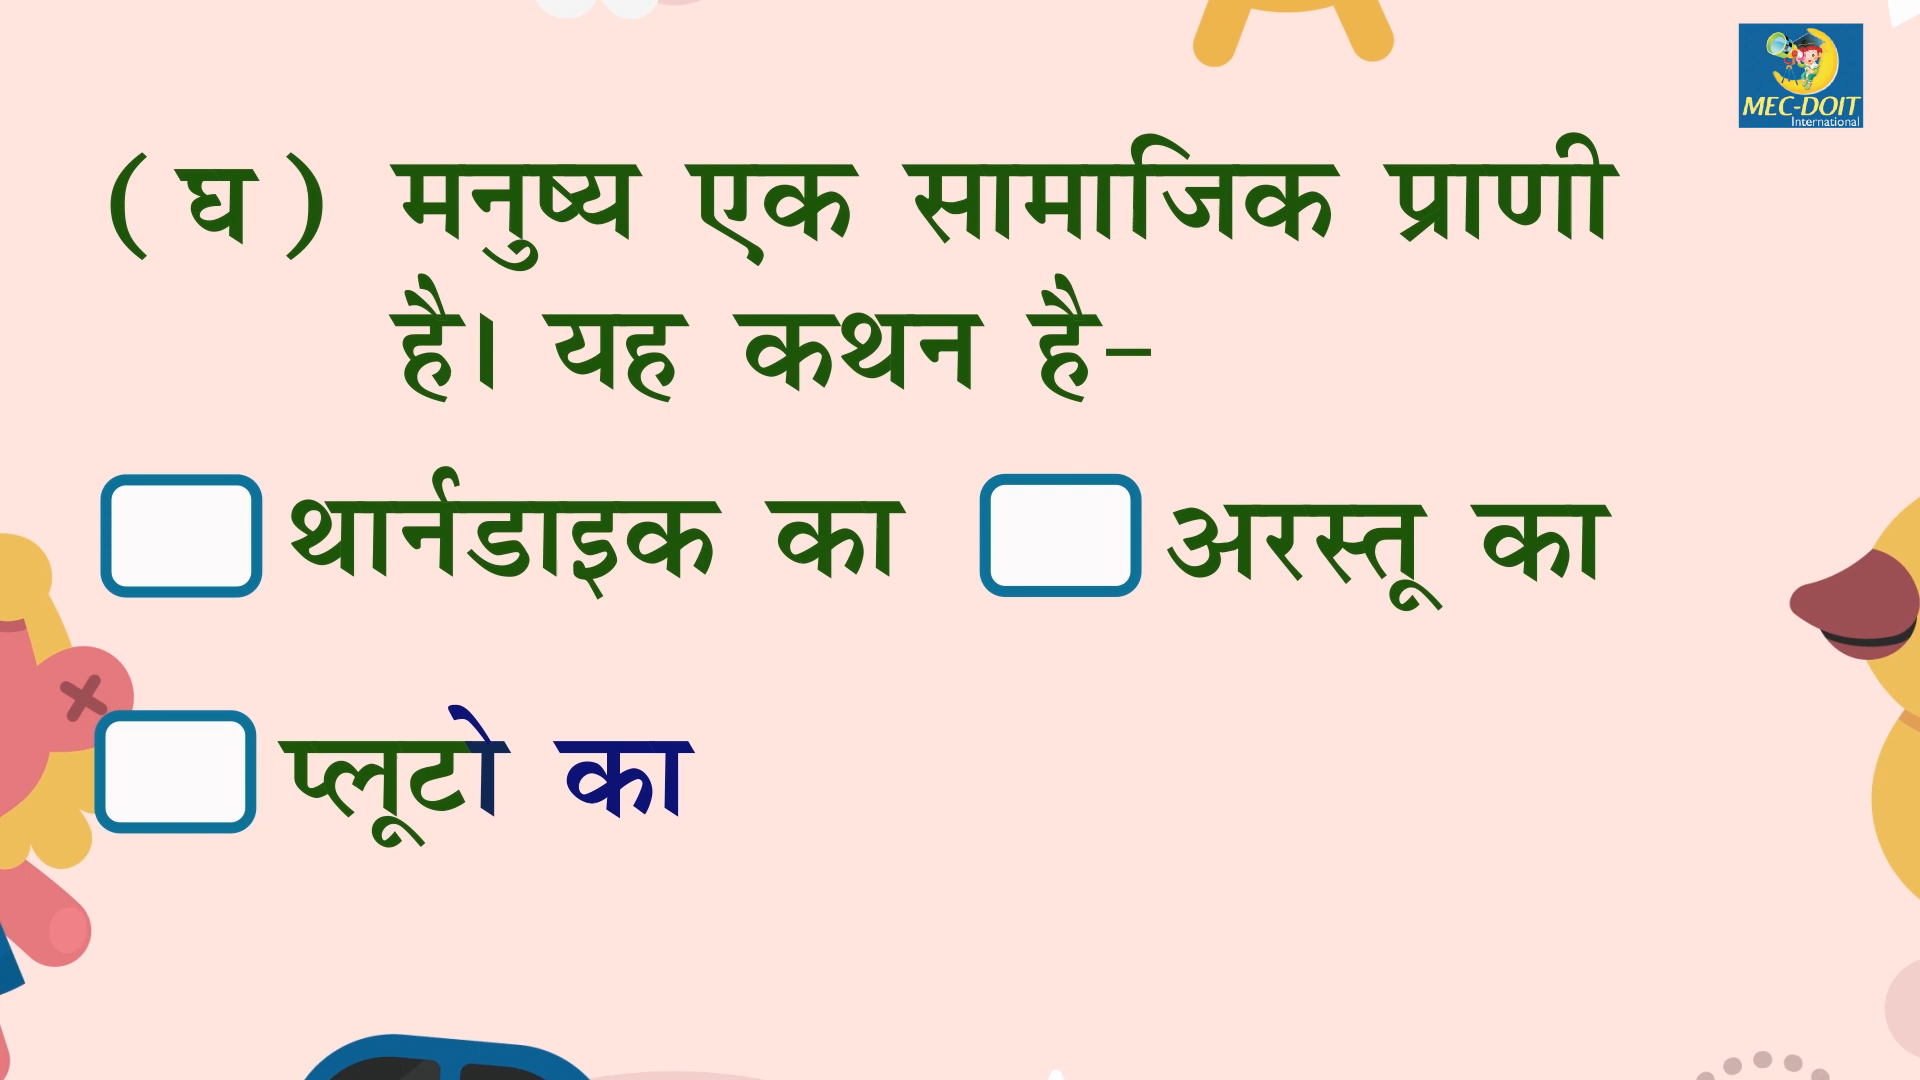 MEC-DOIT
International
(घ) मनुष्य एक सामाजिक प्राणी
है। यह कथन है-
थार्नडाइक का अरस्तू का
प्लूटो का